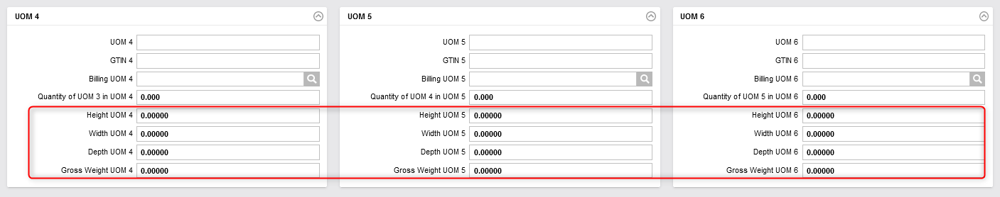 UOM 4
UOM 4
GTIN 4
Billing UOM 4
Quantity of UOM 3 in UOM 4 0.000
Height UOM 4 0.00000
Width UOM 4 0.00000
Depth UOM 4 0.00000
Gross Weight UOM 4 0.00000
UOM 5
UOM 5
GTIN 5
Billing UOM 5
Quantity of UOM 4 in UOM 5 0.000
Height UOM 5 0.00000
Width UOM 5 0.00000
Depth UOM 5 0.00000
Gross Weight UOM 5 0.00000
UOM 6
UOM 6
GTIN 6
Billing UOM 6
Quantity of UOM 5 in UOM 6 0.000
Height UOM 6 0.00000
Width UOM 6 0.00000
Depth UOM 6 0.00000
Gross Weight UOM 6 0.00000